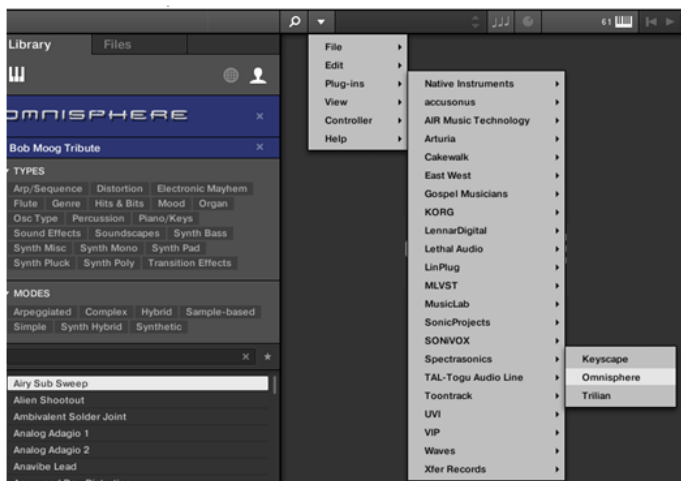 Library Files
61
OMNISPHERE ×
Bob Moog Tribute ×
TYPES
Arp/Sequence Distortion Electronic Mayhem
Flute Genre Hits & Bits Mood Organ
Osc Type Percussion Piano/Keys
Sound Effects Soundscapes Synth Bass
Synth Misc Synth Mono Synth Pad
Synth Pluck Synth Poly Transition Effects
MODES
Arpeggiated Complex Hybrid Sample-based
Simple Synth Hybrid Synthetic
×
Airy Sub Sweep
Alien Shootout
Ambivalent Solder Joint
Analog Adagio 1
Analog Adagio 2
Anavibe Lead
File
Edit
Plug-ins
View
Controller
Help
Native Instruments
accusonus
AIR Music Technology
Arturia
Cakewalk
East West
Gospel Musicians
KORG
LennarDigital
Lethal Audio
LinPlug
MLVST
MusicLab
SonicProjects
SONiVOX
Spectrasonics
TAL-Togu Audio Line
Toontrack
UVI
VIP
Waves
Xfer Records
Keyscape
Omnisphere
Trilian